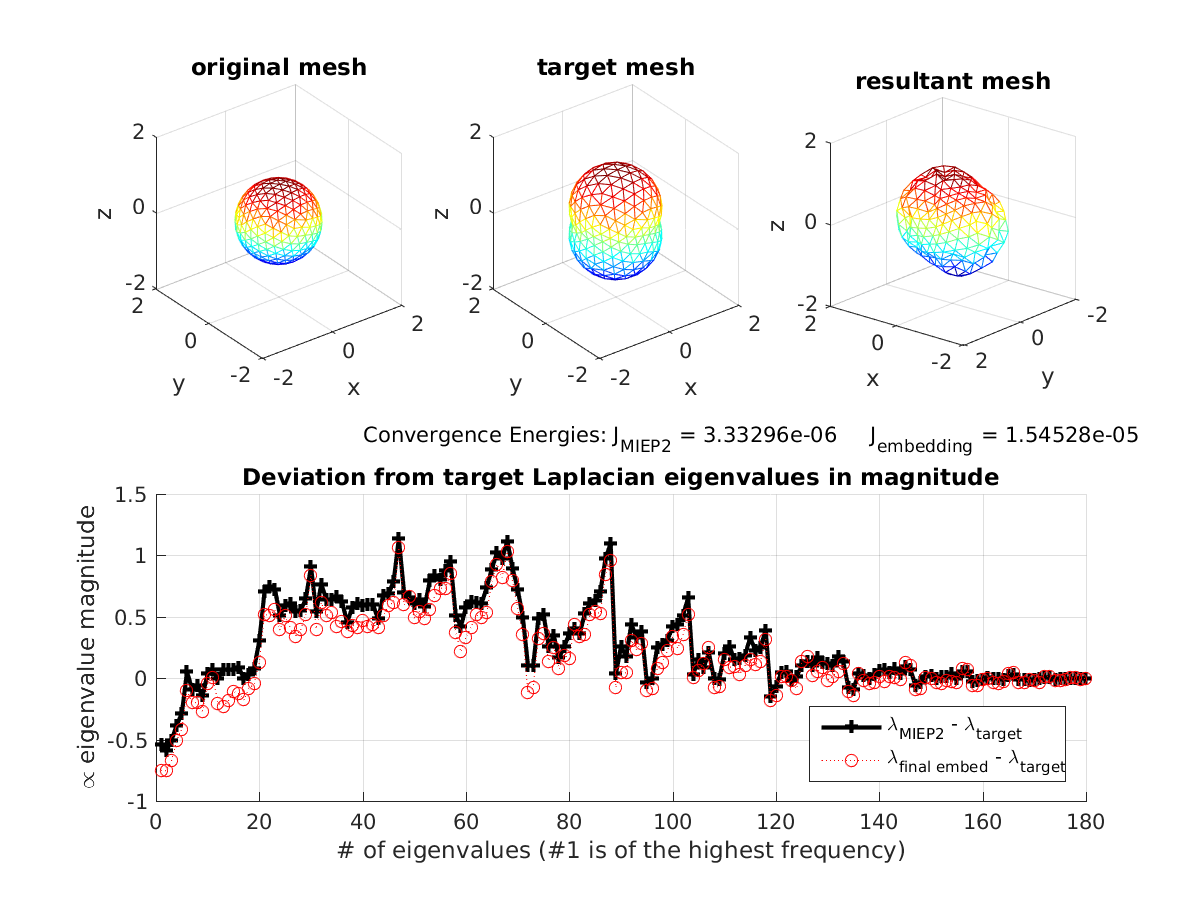 original mesh
target mesh
resultant mesh
2
0
-2
z
2
0
-2
y
-2
0
2
x
2
0
-2
z
2
0
-2
y
-2
0
2
x
2
0
-2
z
2
0
-2
x
2
0
-2
y
Convergence Energies: J_MIEP2 = 3.33296e-06 J_embedding = 1.54528e-05
Deviation from target Laplacian eigenvalues in magnitude
1.5
1
0.5
0
-0.5
-1
∝ eigenvalue magnitude
λ_MIEP2 - λ_target
λ_final embed - λ_target
0 20 40 60 80 100 120 140 160 180
# of eigenvalues (#1 is of the highest frequency)